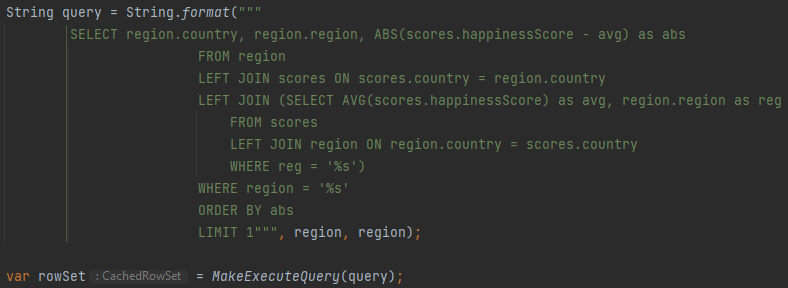 String query = String.format("""
SELECT region.country, region.region, ABS(scores.happinessScore - avg) as abs
FROM region
LEFT JOIN scores ON scores.country = region.country
LEFT JOIN (SELECT AVG(scores.happinessScore) as avg, region.region as reg
FROM scores
LEFT JOIN region ON region.country = scores.country
WHERE reg = '%s')
WHERE region = '%s'
ORDER BY abs
LIMIT 1""", region, region);
var rowSet : CachedRowSet = MakeExecuteQuery(query);